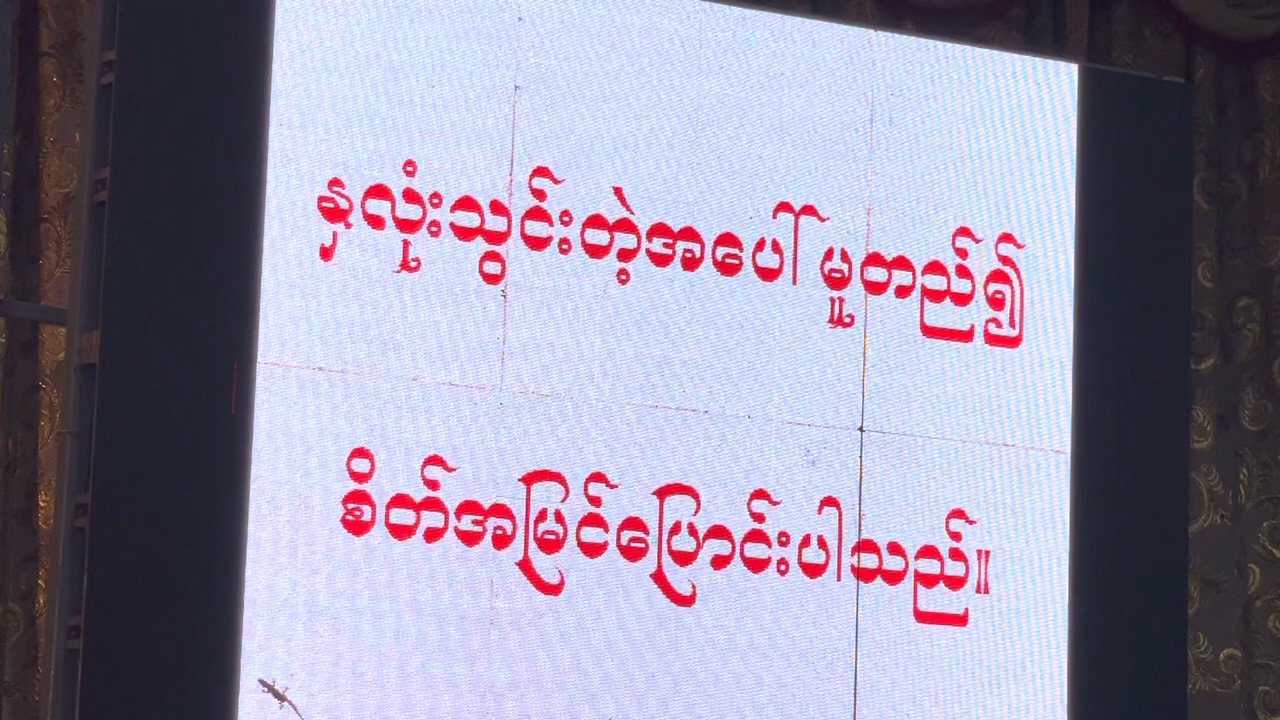 နှလုံးသွင်းတဲ့အပေါ် မူတည်၍
စိတ်အမြင်ပြောင်းပါသည်။